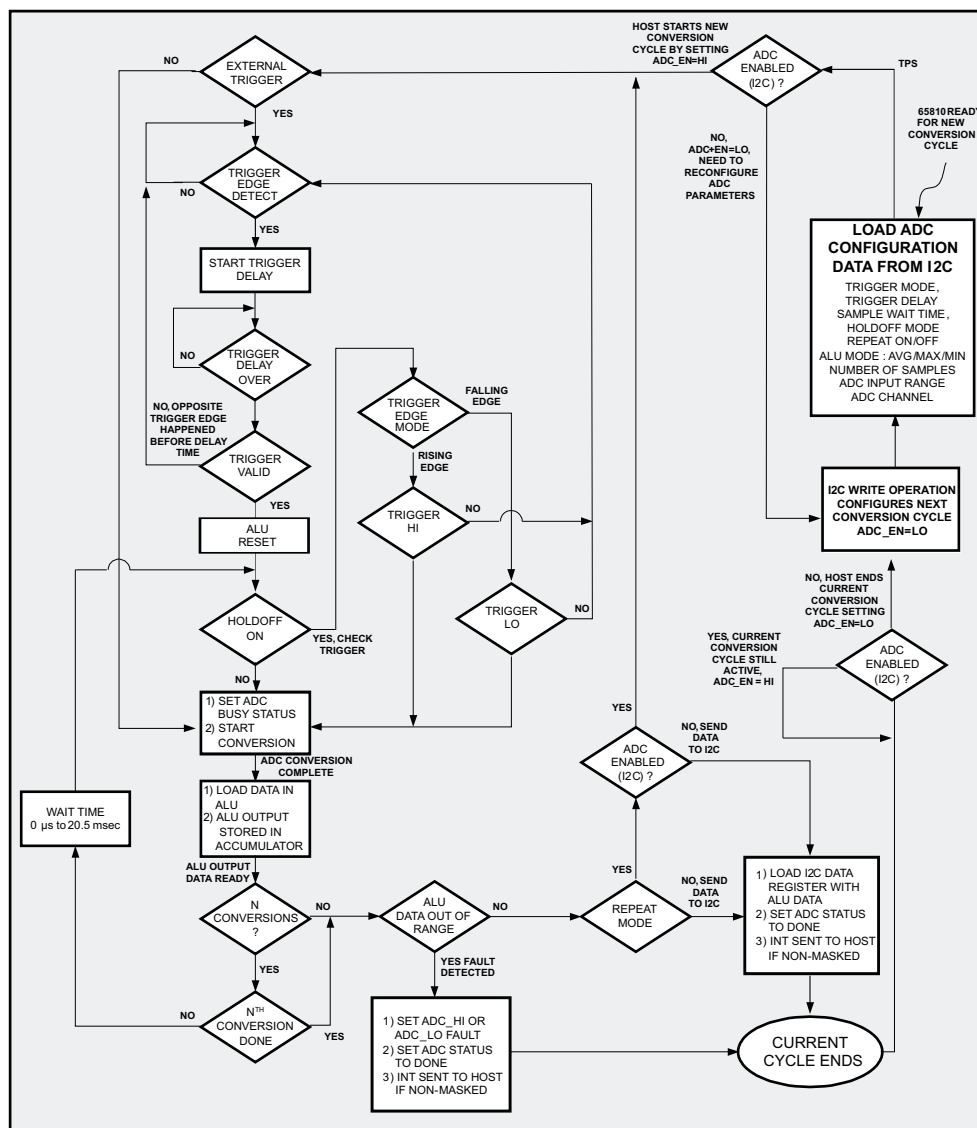 HOST STARTS NEW
CONVERSION
CYCLE BY SETTING
ADC_EN=HI
NO
EXTERNAL
TRIGGER
YES
ADC
ENABLED
(I2C) ?
TPS
65810 READY
FOR NEW
CONVERSION
CYCLE
NO,
ADC+EN=LO,
NEED TO
RECONFIGURE
ADC
PARAMETERS
TRIGGER
EDGE
DETECT
NO
YES
START TRIGGER
DELAY
LOAD ADC
CONFIGURATION
DATA FROM I2C
TRIGGER MODE,
TRIGGER DELAY
SAMPLE WAIT TIME,
HOLDOFF MODE
REPEAT ON/OFF
ALU MODE : AVG/MAX/MIN
NUMBER OF SAMPLES
ADC INPUT RANGE
ADC CHANNEL
NO
TRIGGER
DELAY
OVER
NO, OPPOSITE
TRIGGER EDGE
HAPPENED
BEFORE DELAY
TIME
TRIGGER
EDGE
MODE
FALLING
EDGE
RISING
EDGE
TRIGGER
VALID
YES
TRIGGER
HI
NO
I2C WRITE OPERATION
CONFIGURES NEXT
CONVERSION CYCLE
ADC_EN=LO
ALU
RESET
HOLDOFF
ON
YES, CHECK
TRIGGER
NO
TRIGGER
LO
NO
NO, HOST ENDS
CURRENT
CONVERSION
CYCLE SETTING
ADC_EN=LO
YES, CURRENT
CONVERSION
CYCLE STILL
ACTIVE,
ADC_EN = HI
ADC
ENABLED
(I2C) ?
1) SET ADC
BUSY STATUS
2) START
CONVERSION
ADC CONVERSION
COMPLETE
YES
NO, SEND
DATA
TO I2C
ADC
ENABLED
(I2C) ?
WAIT TIME
0 µs to 20.5 msec
1) LOAD DATA IN
ALU
2) ALU OUTPUT
STORED IN
ACCUMULATOR
ALU OUTPUT
DATA READY
N
CONVERSIONS
?
NO
YES
ALU
DATA OUT OF
RANGE
NO
YES FAULT
DETECTED
YES
REPEAT
MODE
NO, SEND
DATA
TO I2C
1) LOAD I2C DATA
REGISTER WITH
ALU DATA
2) SET ADC STATUS
TO DONE
3) INT SENT TO HOST
IF NON-MASKED
NO
NTH
CONVERSION
DONE
YES
1) SET ADC_HI OR
ADC_LO FAULT
2) SET ADC STATUS
TO DONE
3) INT SENT TO HOST
IF NON-MASKED
CURRENT
CYCLE ENDS